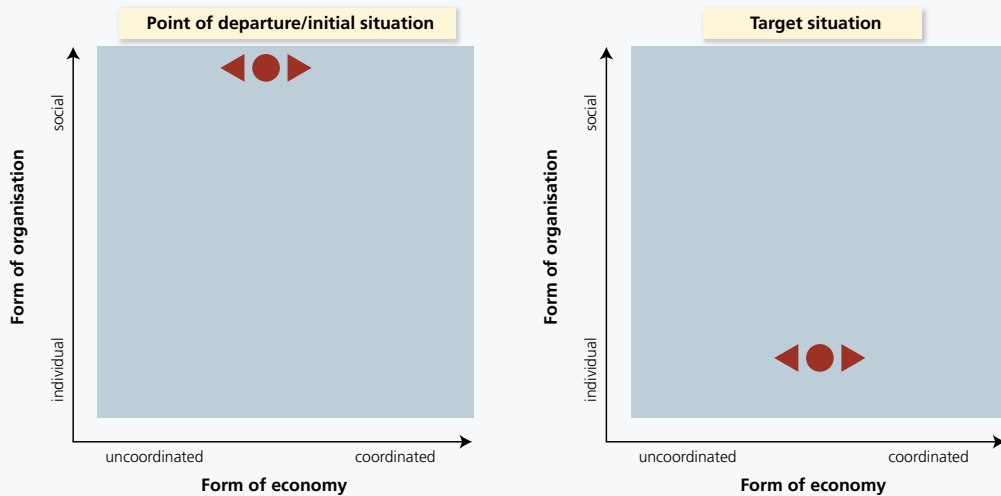 Point of departure/initial situation
social
Form of organisation
individual
uncoordinated
coordinated
Form of economy
Target situation
social
Form of organisation
individual
uncoordinated
coordinated
Form of economy